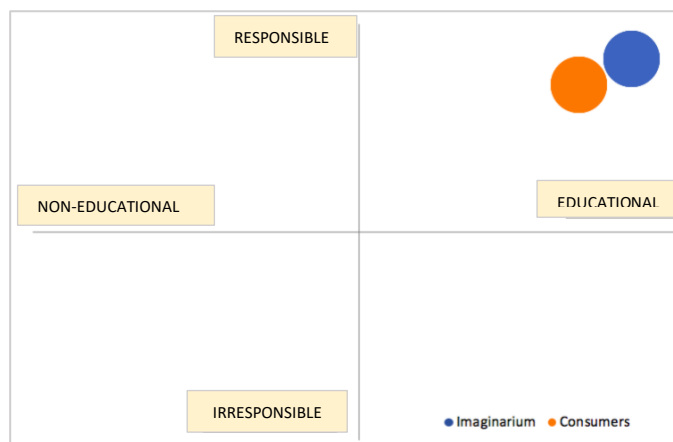 RESPONSIBLE
NON-EDUCATIONAL
EDUCATIONAL
IRRESPONSIBLE
Imaginarium
Consumers